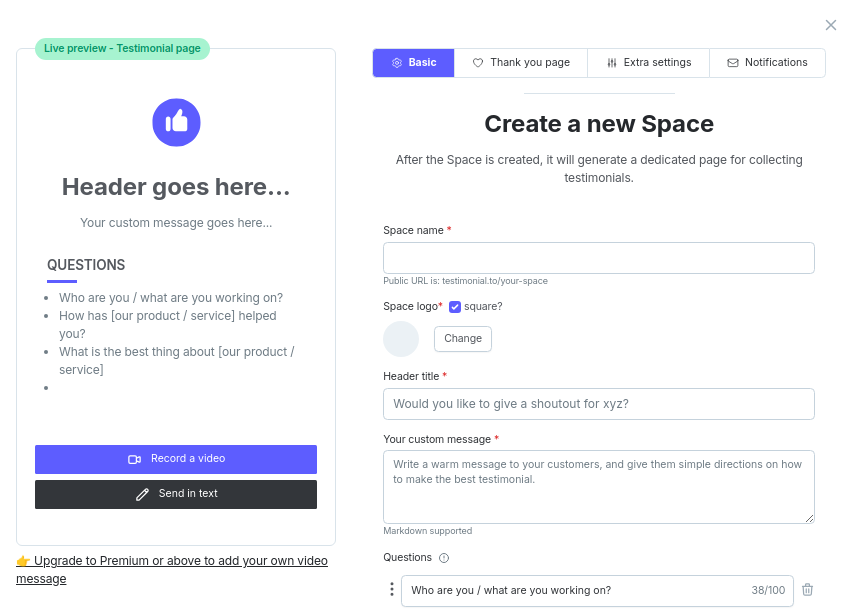 Live preview - Testimonial page
Header goes here...
Your custom message goes here...
QUESTIONS
Who are you / what are you working on?
How has [our product / service] helped
you?
What is the best thing about [our product /
service]
Record a video
Send in text
👉 Upgrade to Premium or above to add your own video
message
Basic
Thank you page
Extra settings
Notifications
Create a new Space
After the Space is created, it will generate a dedicated page for collecting
testimonials.
Space name *
Public URL is: testimonial.to/your-space
Space logo* square?
Change
Header title *
Would you like to give a shoutout for xyz?
Your custom message *
Write a warm message to your customers, and give them simple directions on how
to make the best testimonial.
Markdown supported
Questions
Who are you / what are you working on? 38/100